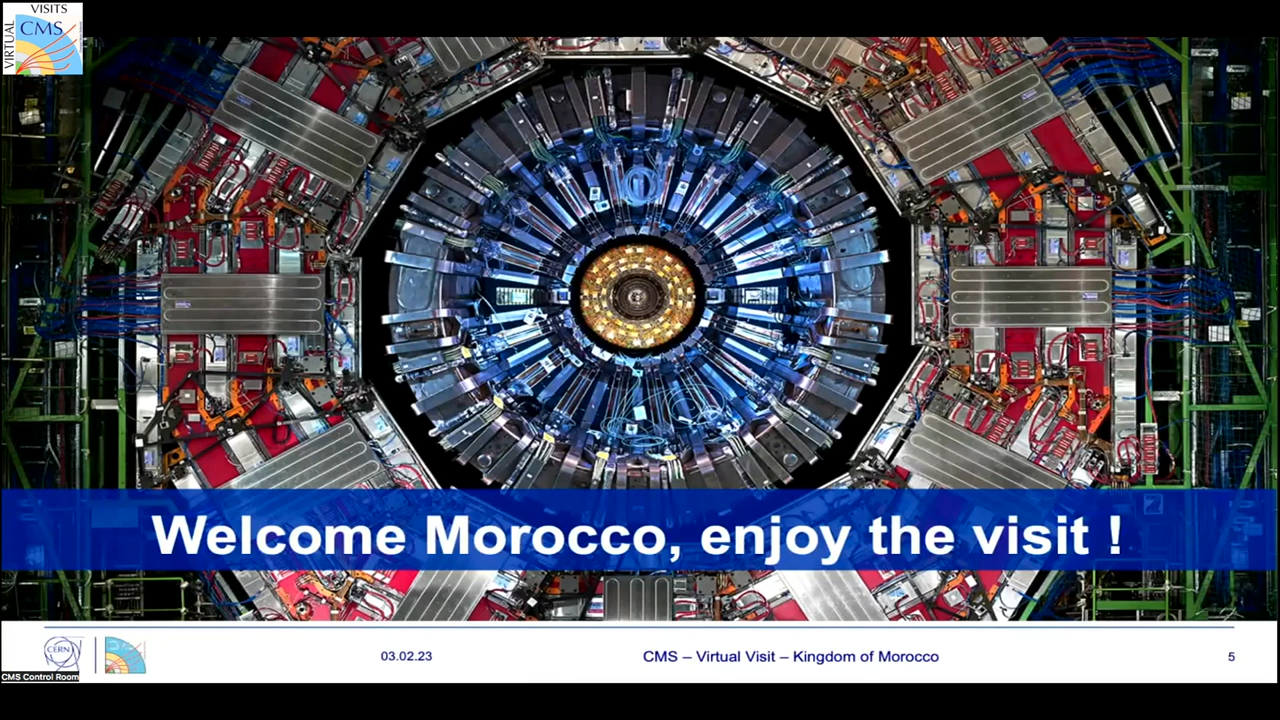 VISITS
VIRTUAL
CMS
Welcome Morocco, enjoy the visit !
CERN
03.02.23
CMS – Virtual Visit – Kingdom of Morocco
5
CMS Control Room